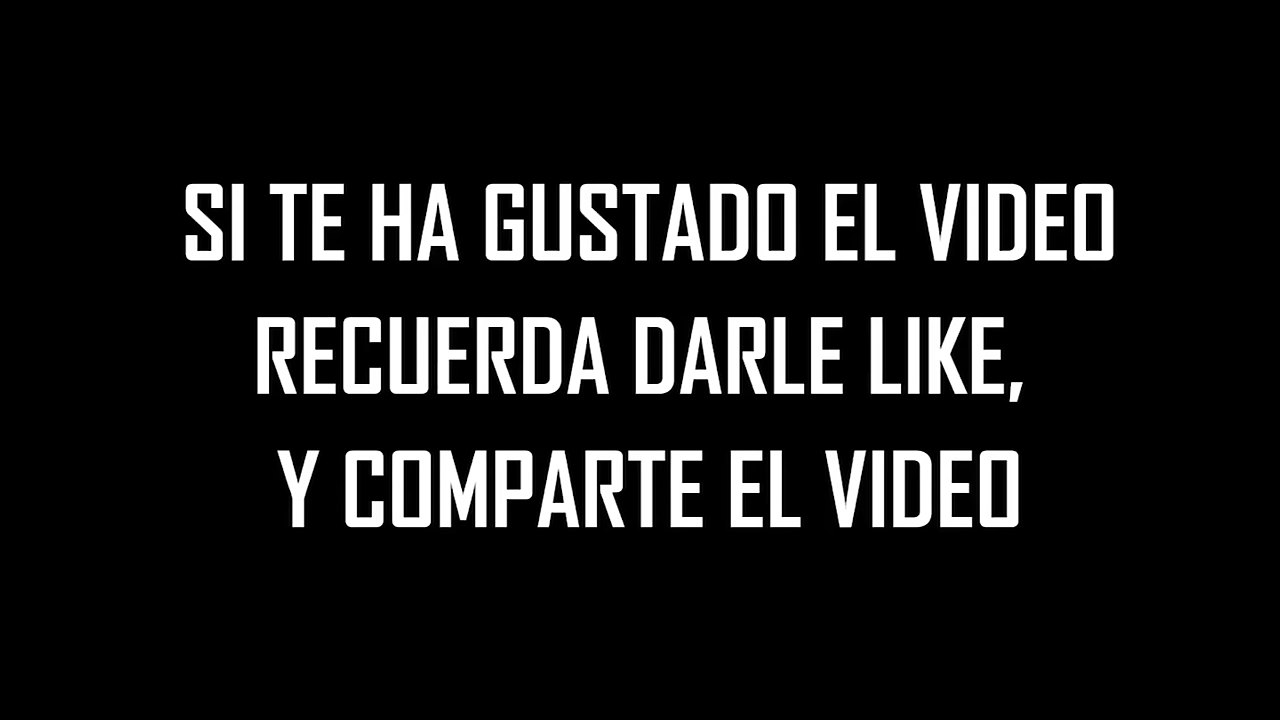 SI TE HA GUSTADO EL VIDEO
RECUERDA DARLE LIKE,
Y COMPARTE EL VIDEO